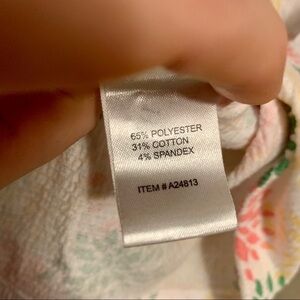 65% POLYESTER
31% COTTON
4% SPANDEX
ITEM # A24813